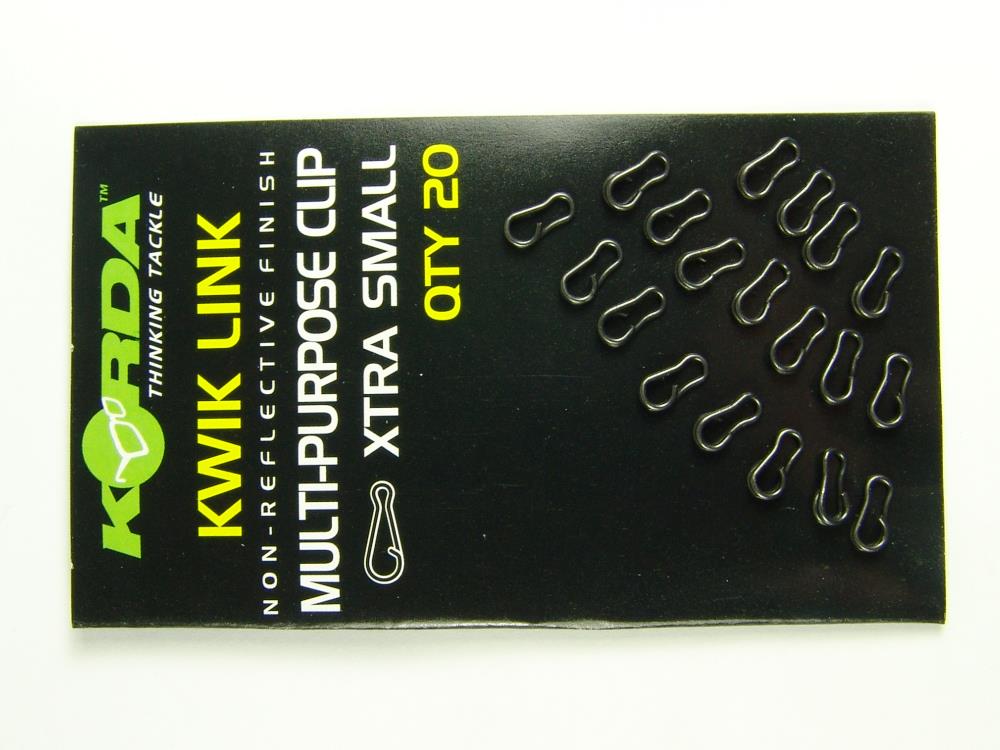 KORDA™
THINKING TACKLE
KWIK LINK
NON-REFLECTIVE FINISH
MULTI-PURPOSE CLIP
XTRA SMALL
QTY 20